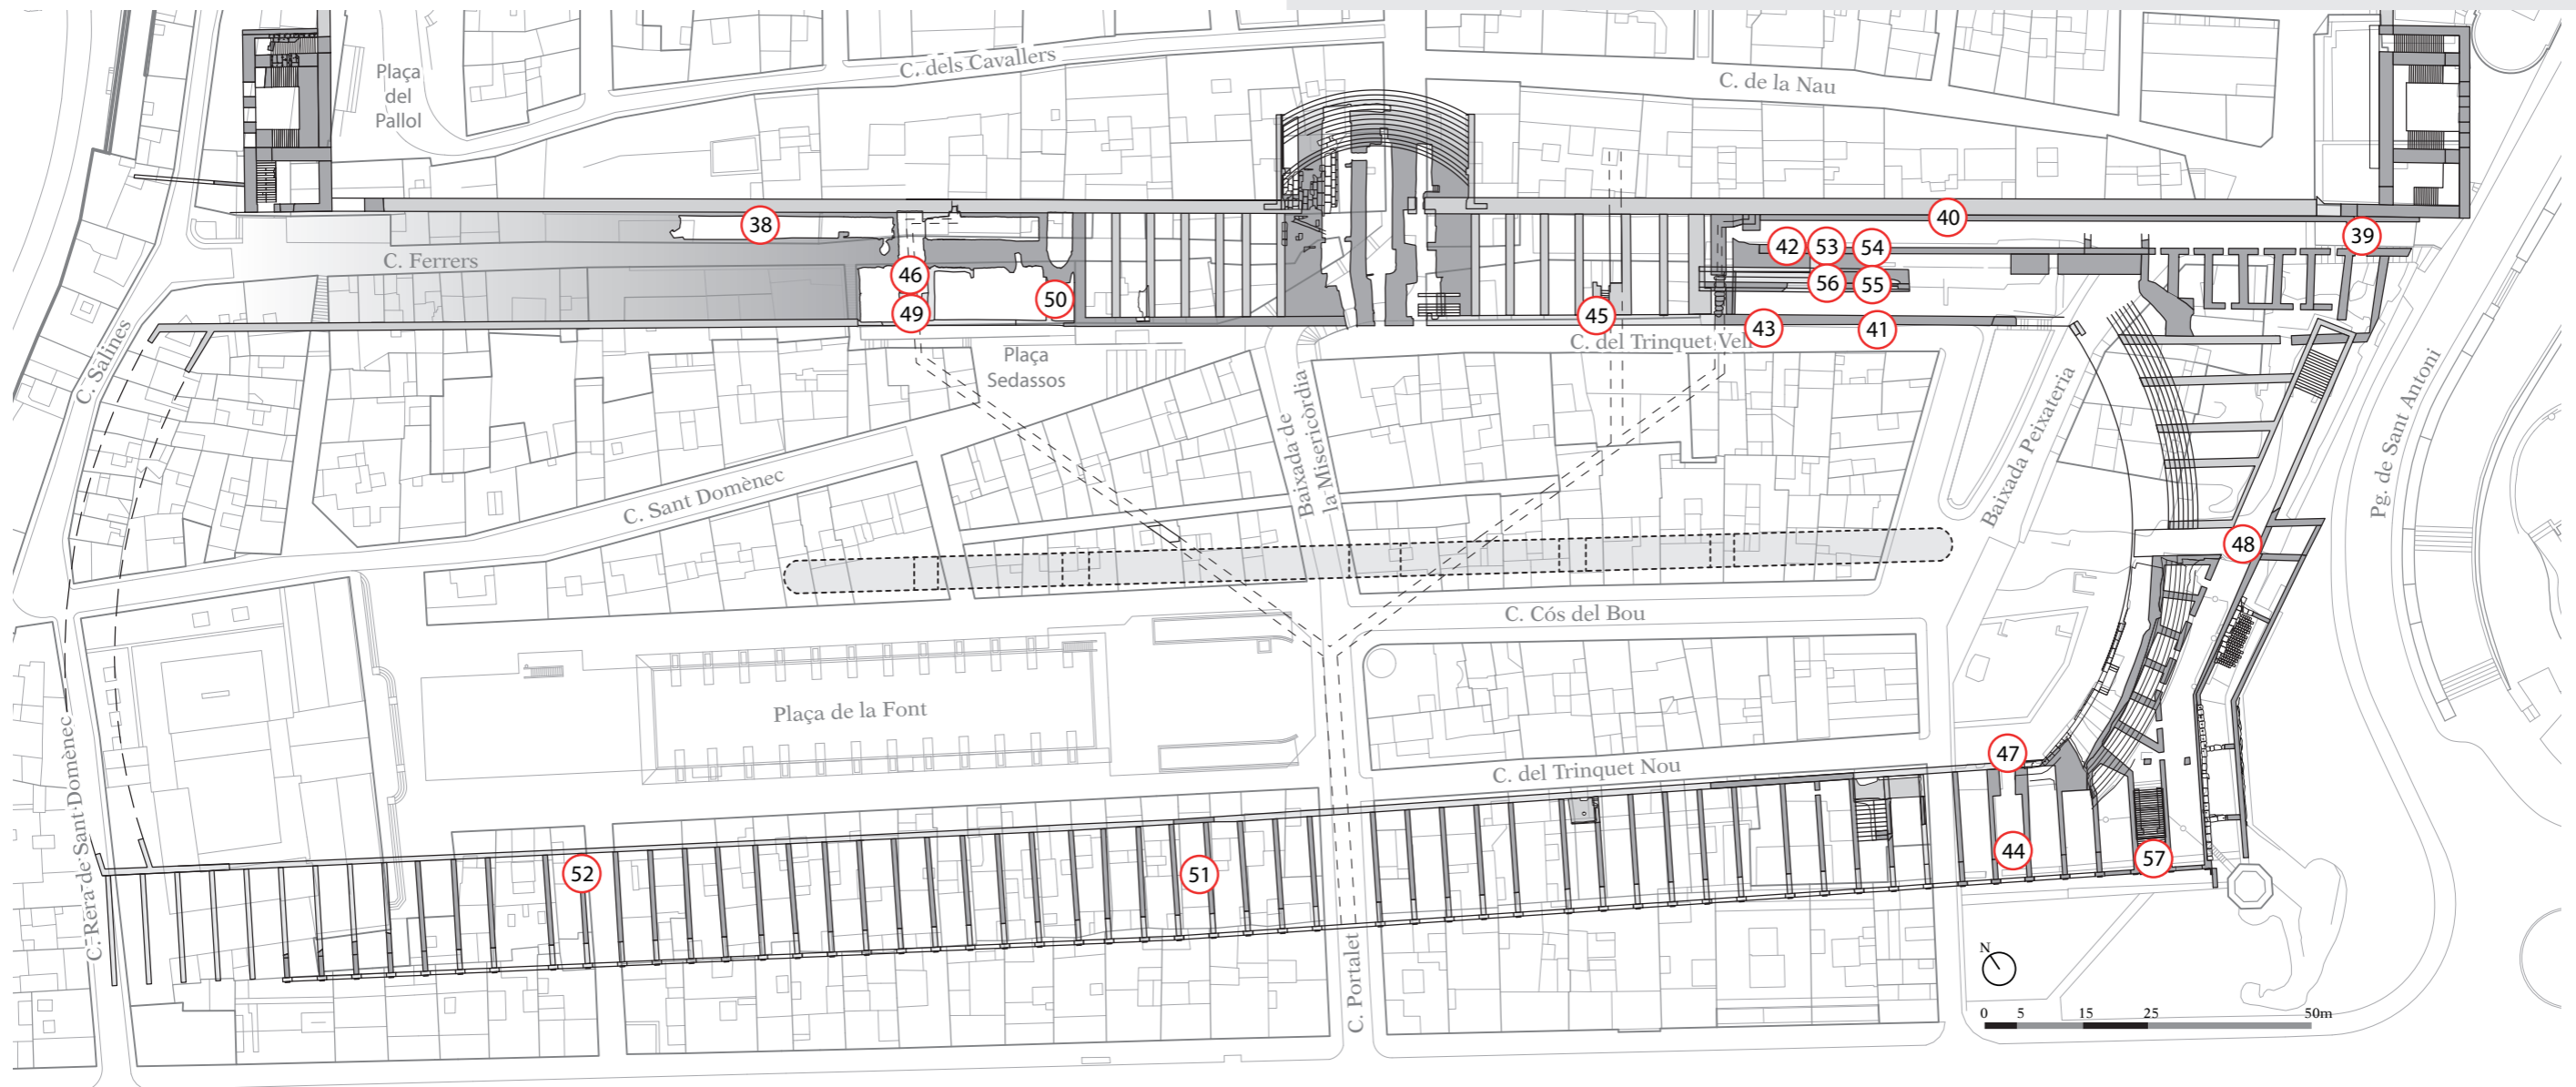 C. dels Cavallers
C. de la Nau
Plaça
del
Pallol
38
40
39
C. Ferrers
42
53
54
46
50
56
55
49
45
43
41
C. del Trinquet Vell
Plaça
Sedassos
C. Salines
Baixada de
la Misericordia
Baixada Peixateria
Pg. de Sant Antoni
C. Sant Domènec
48
C. Cós del Bou
Plaça de la Font
C. del Trinquet Nou
47
C. Rera de Sant Domènec
52
51
44
57
C. Portalet
N
0 5 15 25 50m